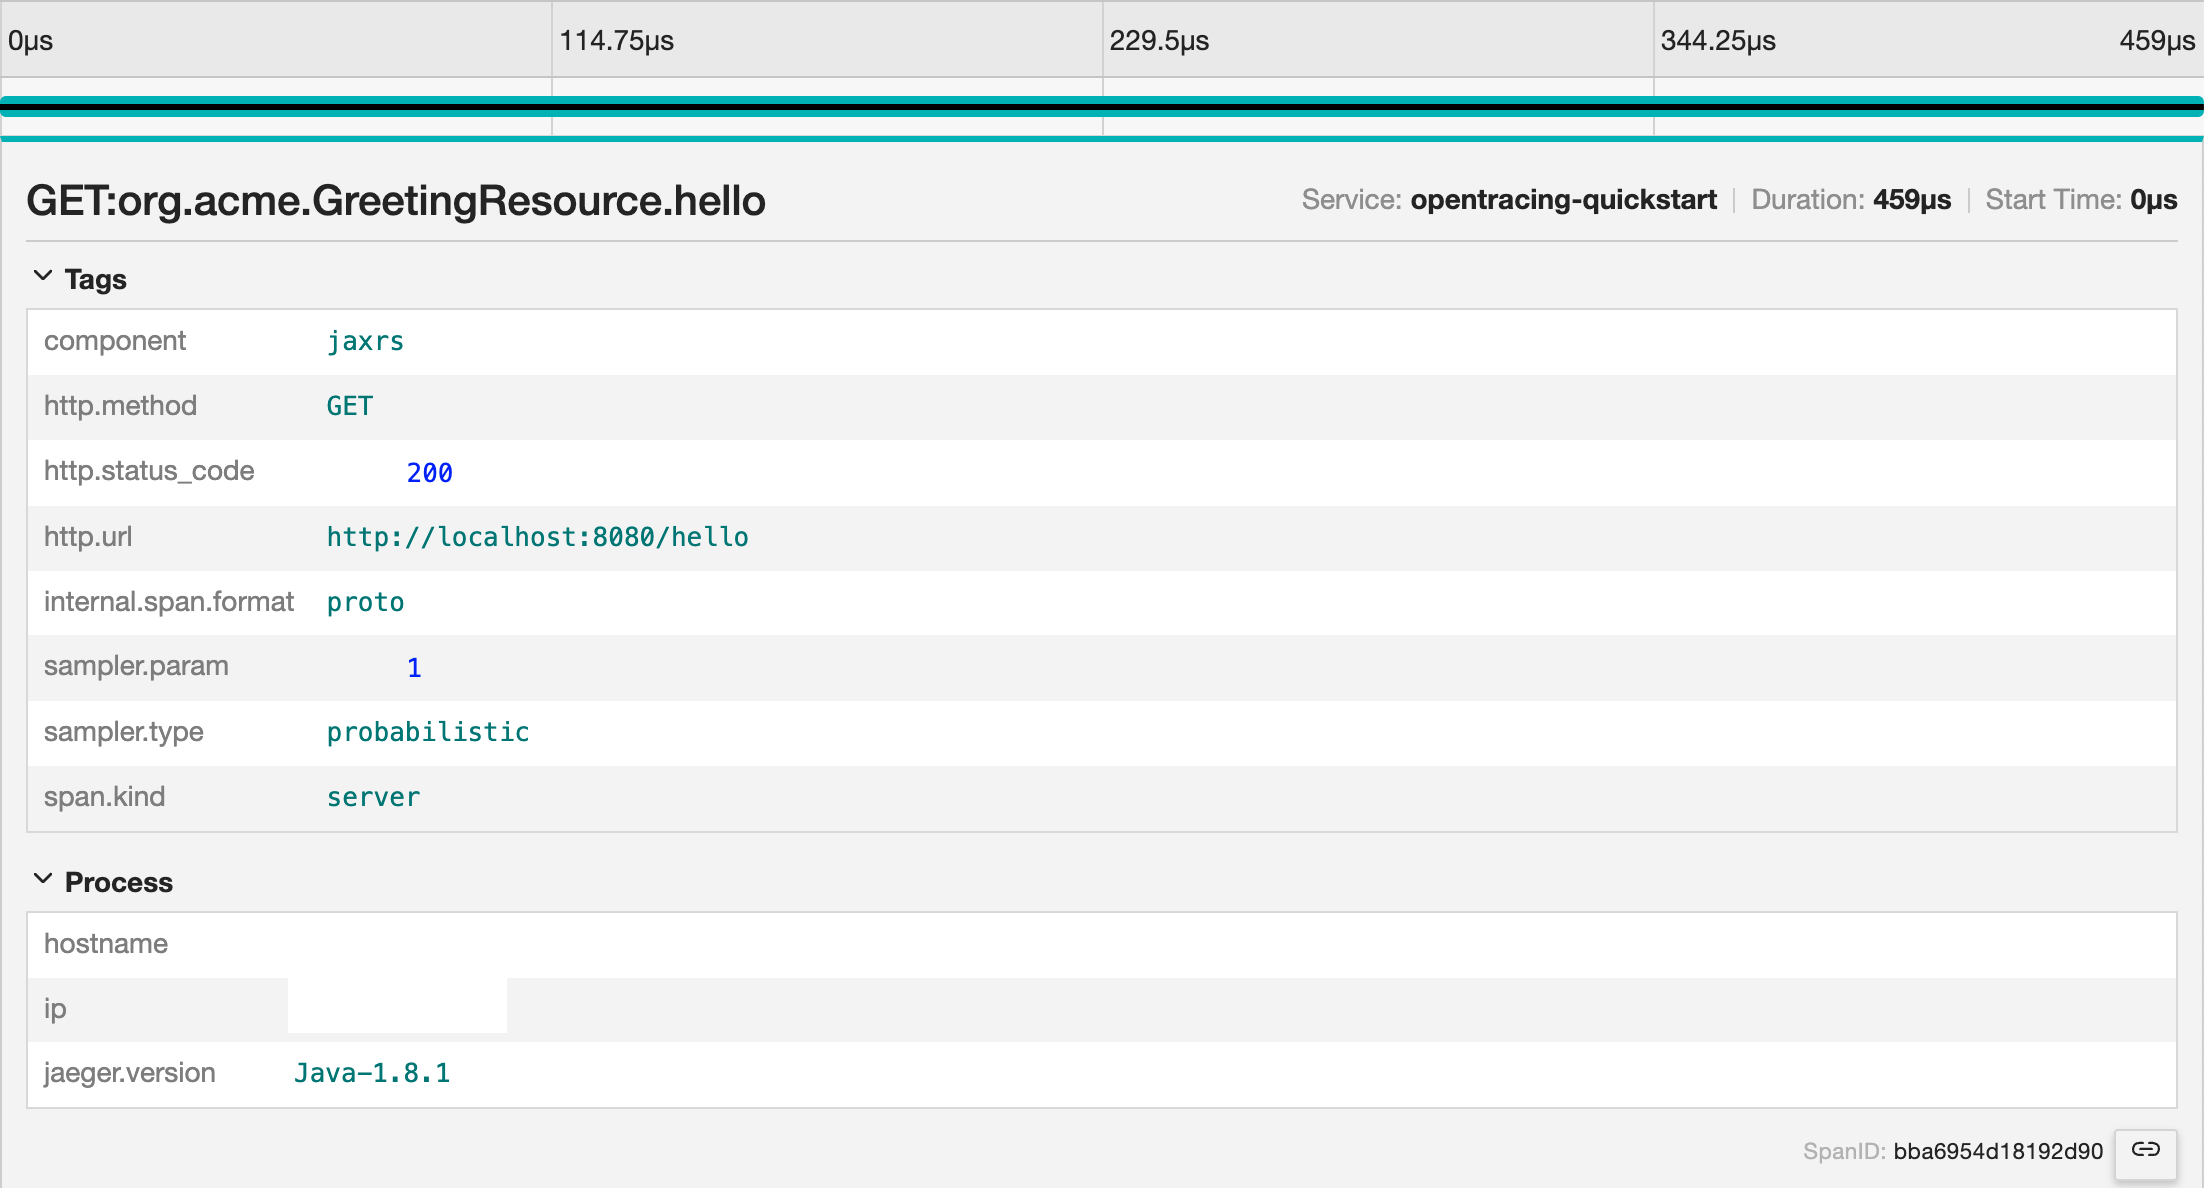 0μs 114.75μs 229.5μs 344.25μs 459μs
GET:org.acme.GreetingResource.hello Service: opentracing-quickstart Duration: 459μs Start Time: 0μs
Tags
component jaxrs
http.method GET
http.status_code 200
http.url http://localhost:8080/hello
internal.span.format proto
sampler.param 1
sampler.type probabilistic
span.kind server
Process
hostname
ip
jaeger.version Java-1.8.1
SpanID: bba6954d18192d90